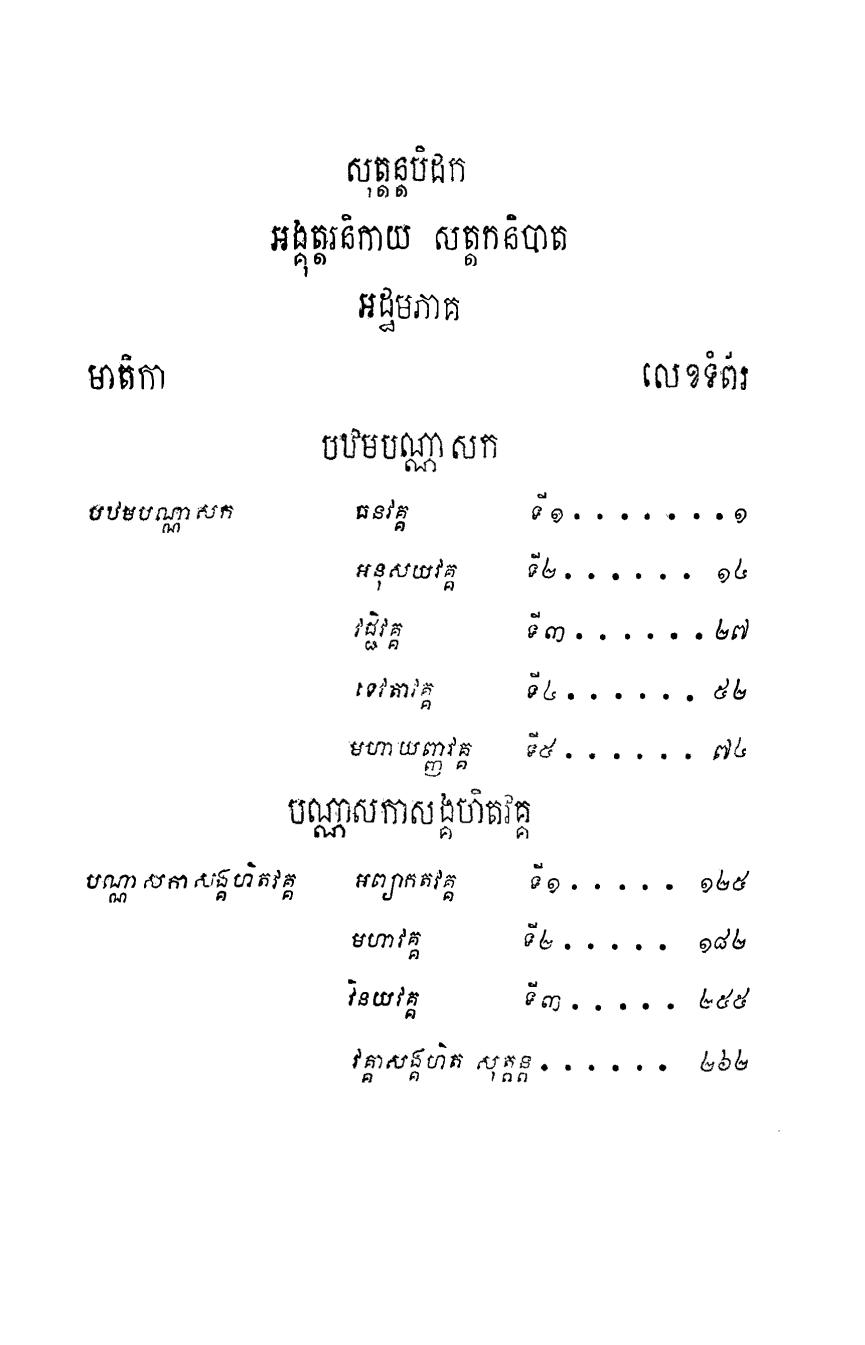 សុត្តន្តបិដក
អង្គុត្តរនិកាយ សត្តកនិបាត
អដ្ឋមភាគ
មាតិកា លេខទំព័រ
បឋមបណ្ណាសក
បឋមបណ្ណាសក ធនវគ្គ ទី១ . . . . . . . ១
អនុសយវគ្គ ទី២ . . . . . . ១៤
វជ្ជិវគ្គ ទី៣ . . . . . . ២៧
ទេវតាវគ្គ ទី៤ . . . . . . ៥២
មហាយញ្ញវគ្គ ទី៥ . . . . . . ៧៤
បណ្ណាសកាសង្គហិតវគ្គ
បណ្ណាសកាសង្គហិតវគ្គ អព្យាកតវគ្គ ទី១ . . . . . ១២៥
មហាវគ្គ ទី២ . . . . . ១៨២
វិនយវគ្គ ទី៣ . . . . . ២៥៥
វគ្គាសង្គហិត សុត្តន្ត . . . . . . ២៦២